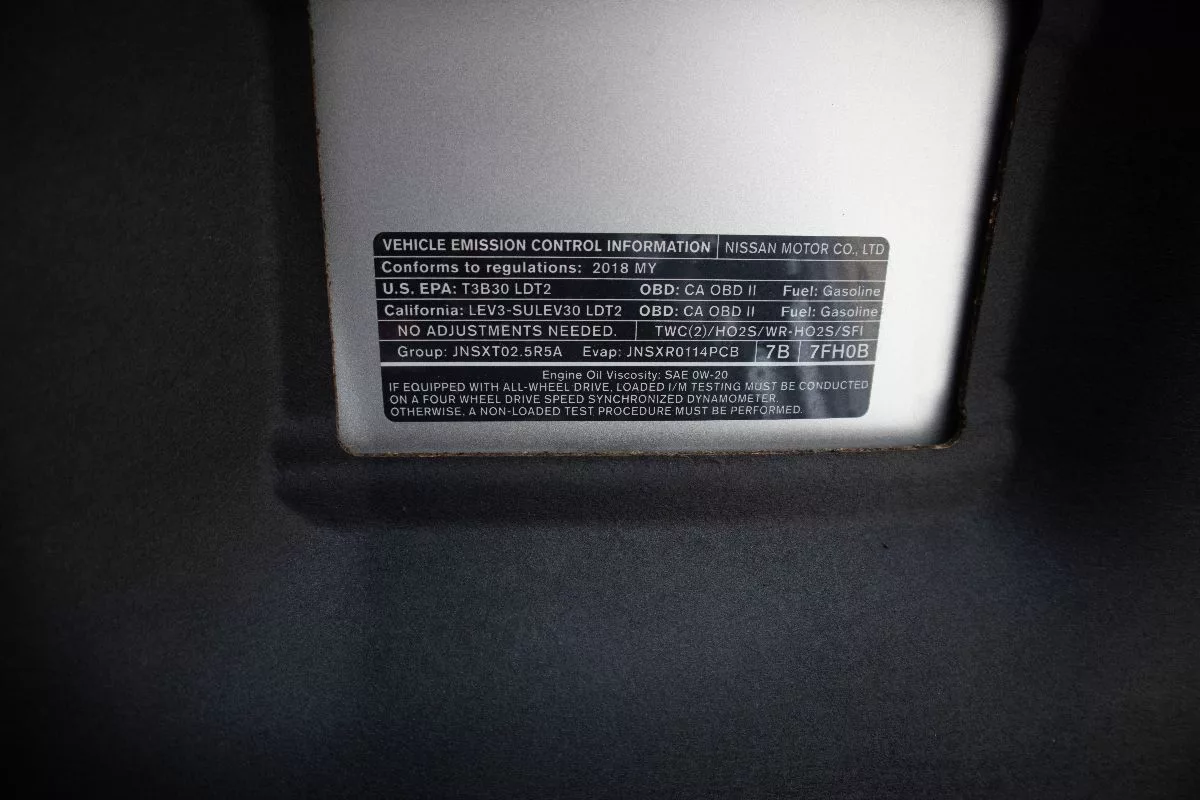 VEHICLE EMISSION CONTROL INFORMATION NISSAN MOTOR CO., LTD
Conforms to regulations: 2018 MY
U.S. EPA: T3B30 LDT2 OBD: CA OBD II Fuel: Gasoline
California: LEV3-SULEV30 LDT2 OBD: CA OBD II Fuel: Gasoline
NO ADJUSTMENTS NEEDED. TWC(2)/HO2S/WR-HO2S/SFI
Group: JNSXT02.5R5A Evap: JNSXR0114PCB 7B 7FH0B
Engine Oil Viscosity: SAE 0W-20
IF EQUIPPED WITH ALL-WHEEL DRIVE, LOADED I/M TESTING MUST BE CONDUCTED
ON A FOUR WHEEL DRIVE SPEED SYNCHRONIZED DYNAMOMETER.
OTHERWISE, A NON-LOADED TEST PROCEDURE MUST BE PERFORMED.